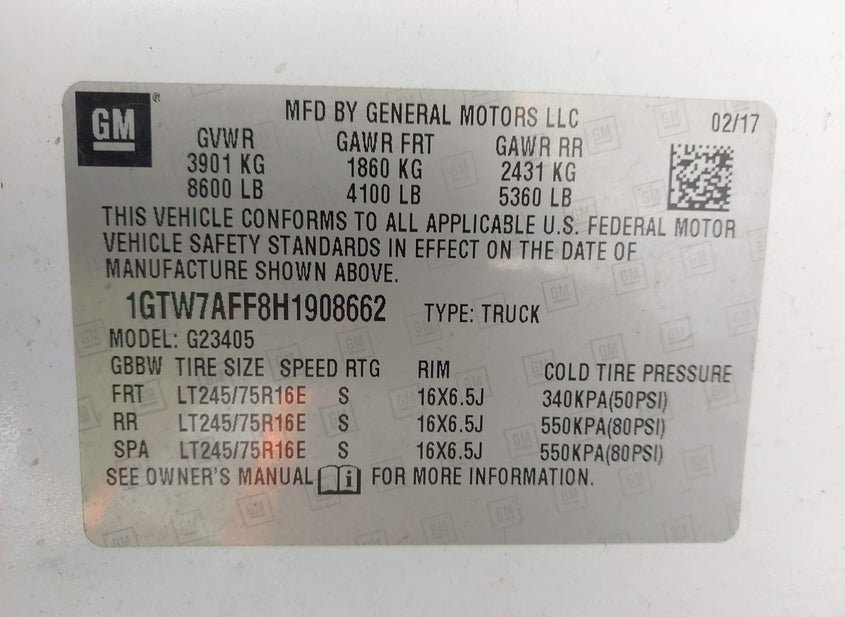 GM ® MFD BY GENERAL MOTORS LLC 02/17
GVWR GAWR FRT GAWR RR
3901 KG 1860 KG 2431 KG
8600 LB 4100 LB 5360 LB
THIS VEHICLE CONFORMS TO ALL APPLICABLE U.S. FEDERAL MOTOR
VEHICLE SAFETY STANDARDS IN EFFECT ON THE DATE OF
MANUFACTURE SHOWN ABOVE.
1GTW7AFF8H1908662 TYPE: TRUCK
MODEL: G23405
GBBW TIRE SIZE SPEED RTG RIM COLD TIRE PRESSURE
FRT LT245/75R16E S 16X6.5J 340KPA(50PSI)
RR LT245/75R16E S 16X6.5J 550KPA(80PSI)
SPA LT245/75R16E S 16X6.5J 550KPA(80PSI)
SEE OWNER'S MANUAL i FOR MORE INFORMATION.